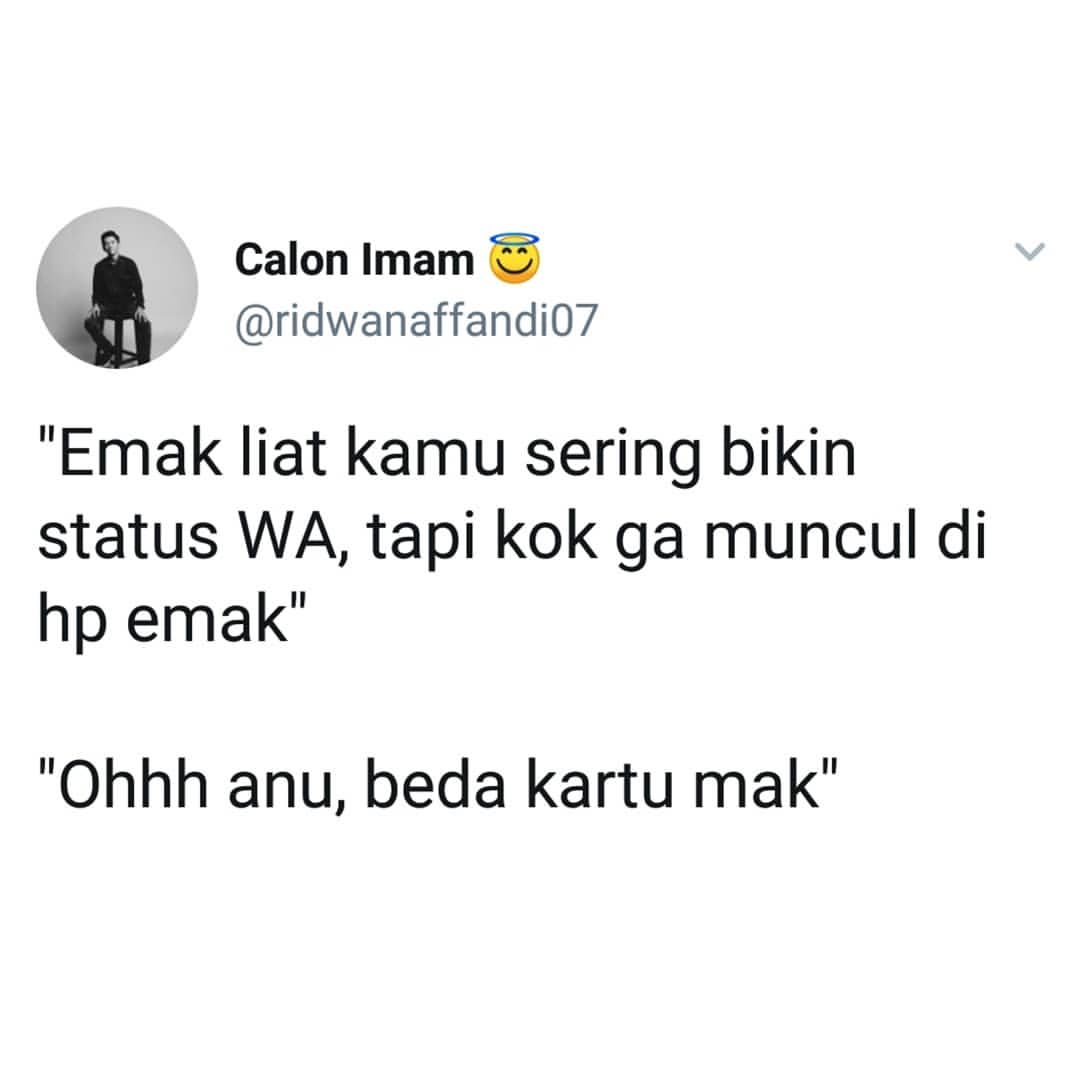 Calon Imam 😇
@ridwanaffandi07
"Emak liat kamu sering bikin
status WA, tapi kok ga muncul di
hp emak"
"Ohhh anu, beda kartu mak"